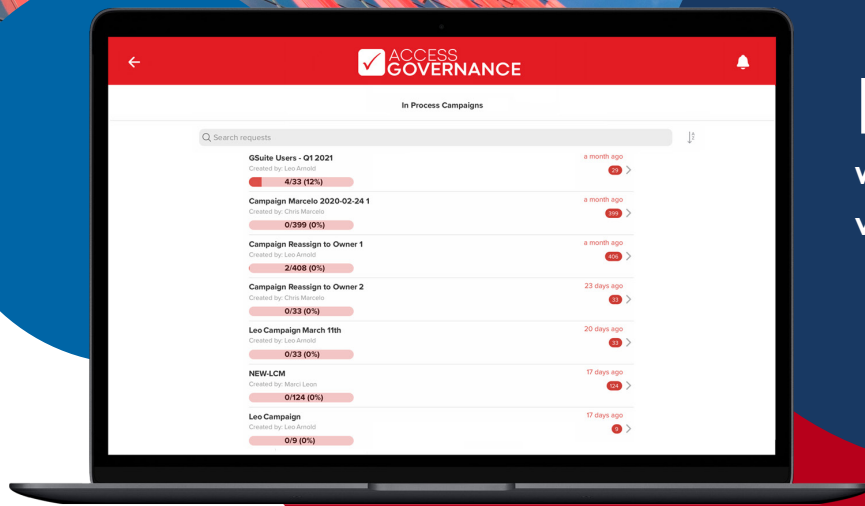 ACCESS
GOVERNANCE
In Process Campaigns
Search requests
GSuite Users - Q1 2021
a month ago
Created by: Leo Arnold
29
4/33 (12%)
Campaign Marcelo 2020-02-24 1
a month ago
Created by: Chris Marcelo
399
0/399 (0%)
Campaign Reassign to Owner 1
a month ago
Created by: Leo Arnold
406
2/408 (0%)
Campaign Reassign to Owner 2
23 days ago
Created by: Chris Marcelo
33
0/33 (0%)
Leo Campaign March 11th
20 days ago
Created by: Leo Arnold
33
0/33 (0%)
NEW-LCM
17 days ago
Created by: Marci Leon
124
0/124 (0%)
Leo Campaign
17 days ago
Created by: Leo Arnold
9
0/9 (0%)